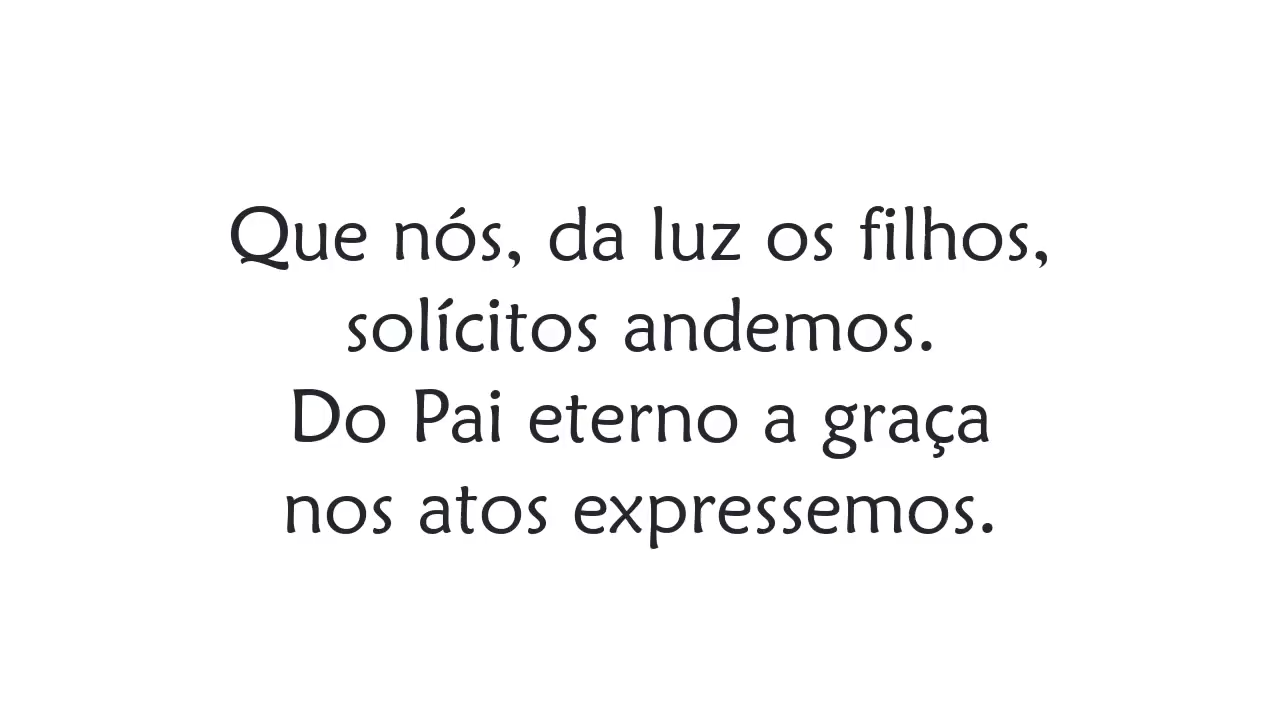 Que nós, da luz os filhos,
solícitos andemos.
Do Pai eterno a graça
nos atos expressemos.